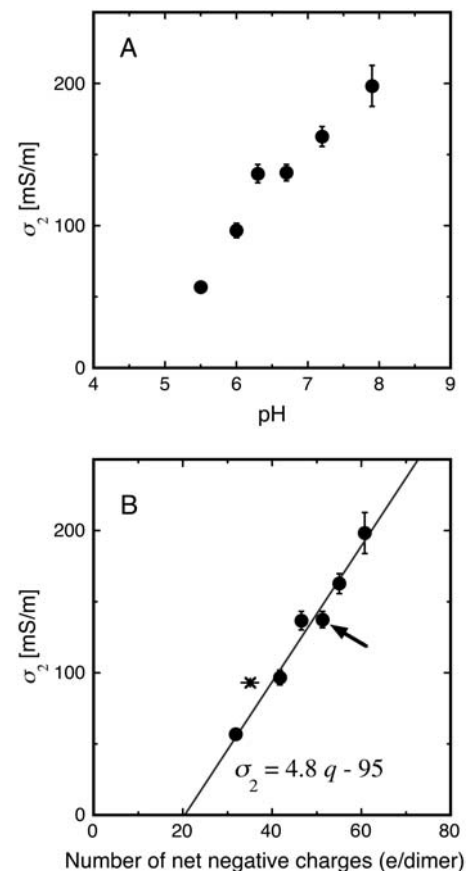 A
200
100
0
σ₂ [mS/m]
4 5 6 7 8 9
pH
B
200
100
0
σ₂ [mS/m]
σ₂ = 4.8 q - 95
0 20 40 60 80
Number of net negative charges (e/dimer)